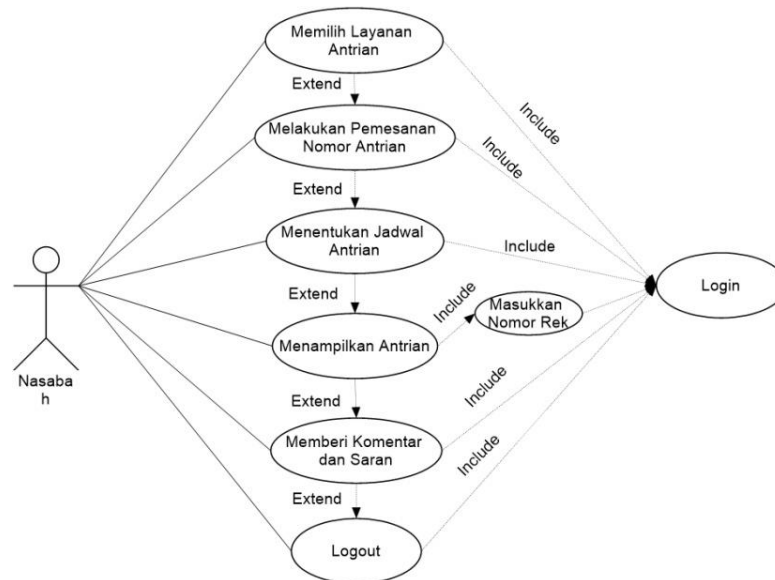 Memilih Layanan
Antrian
Extend
Include
Melakukan Pemesanan
Nomor Antrian
Include
Extend
Menentukan Jadwal
Antrian
Include
Login
Extend
Include
Masukkan
Nomor Rek
Menampilkan Antrian
Nasaba
h
Extend
Include
Memberi Komentar
dan Saran
Include
Extend
Logout